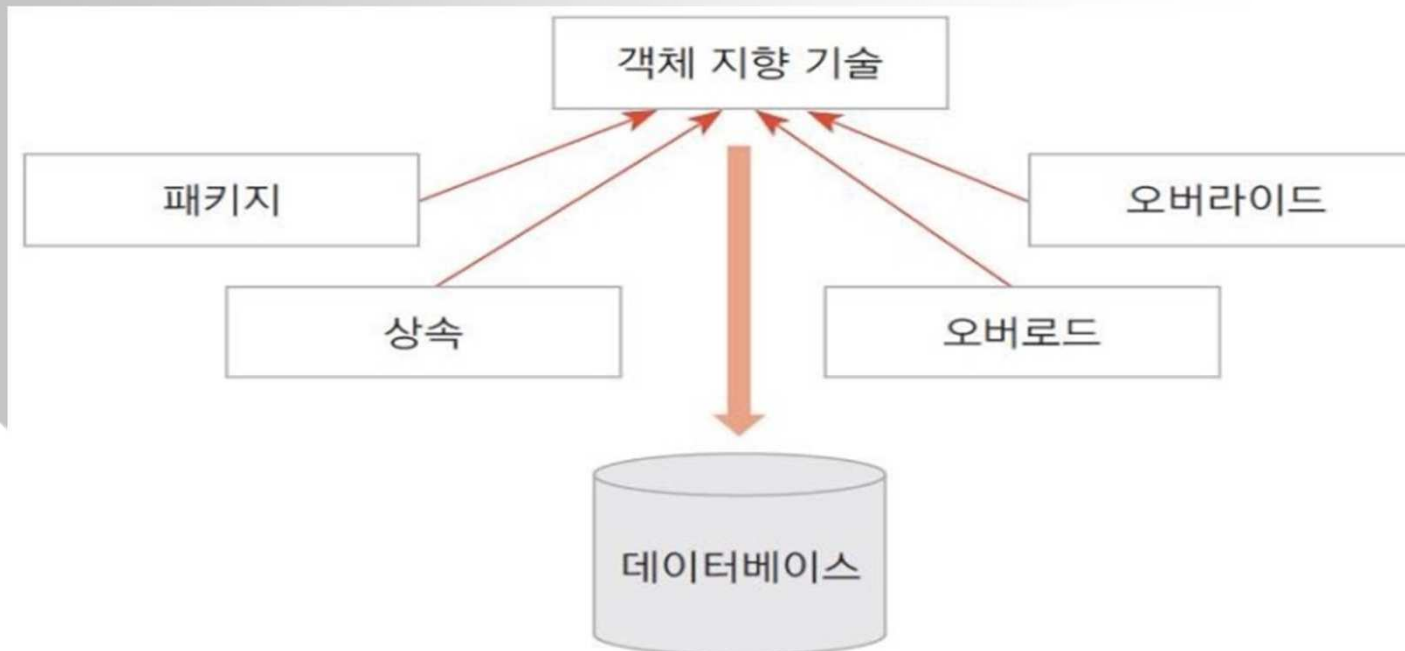 객체 지향 기술
패키지
오버라이드
상속
오버로드
데이터베이스